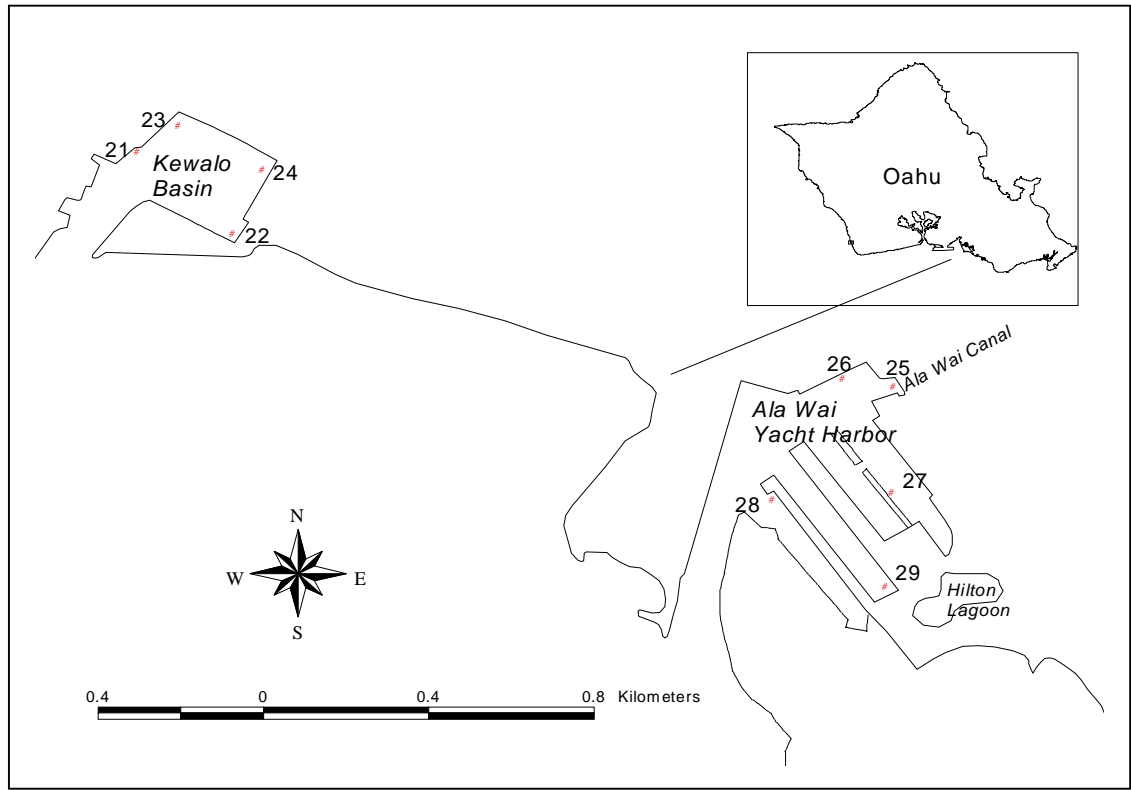 23
21
Kewalo
Basin
24
22
Oahu
26
25
Ala Wai Canal
Ala Wai
Yacht Harbor
27
28
29
Hilton
Lagoon
N
W
E
S
0.4
0
0.4
0.8
Kilometers